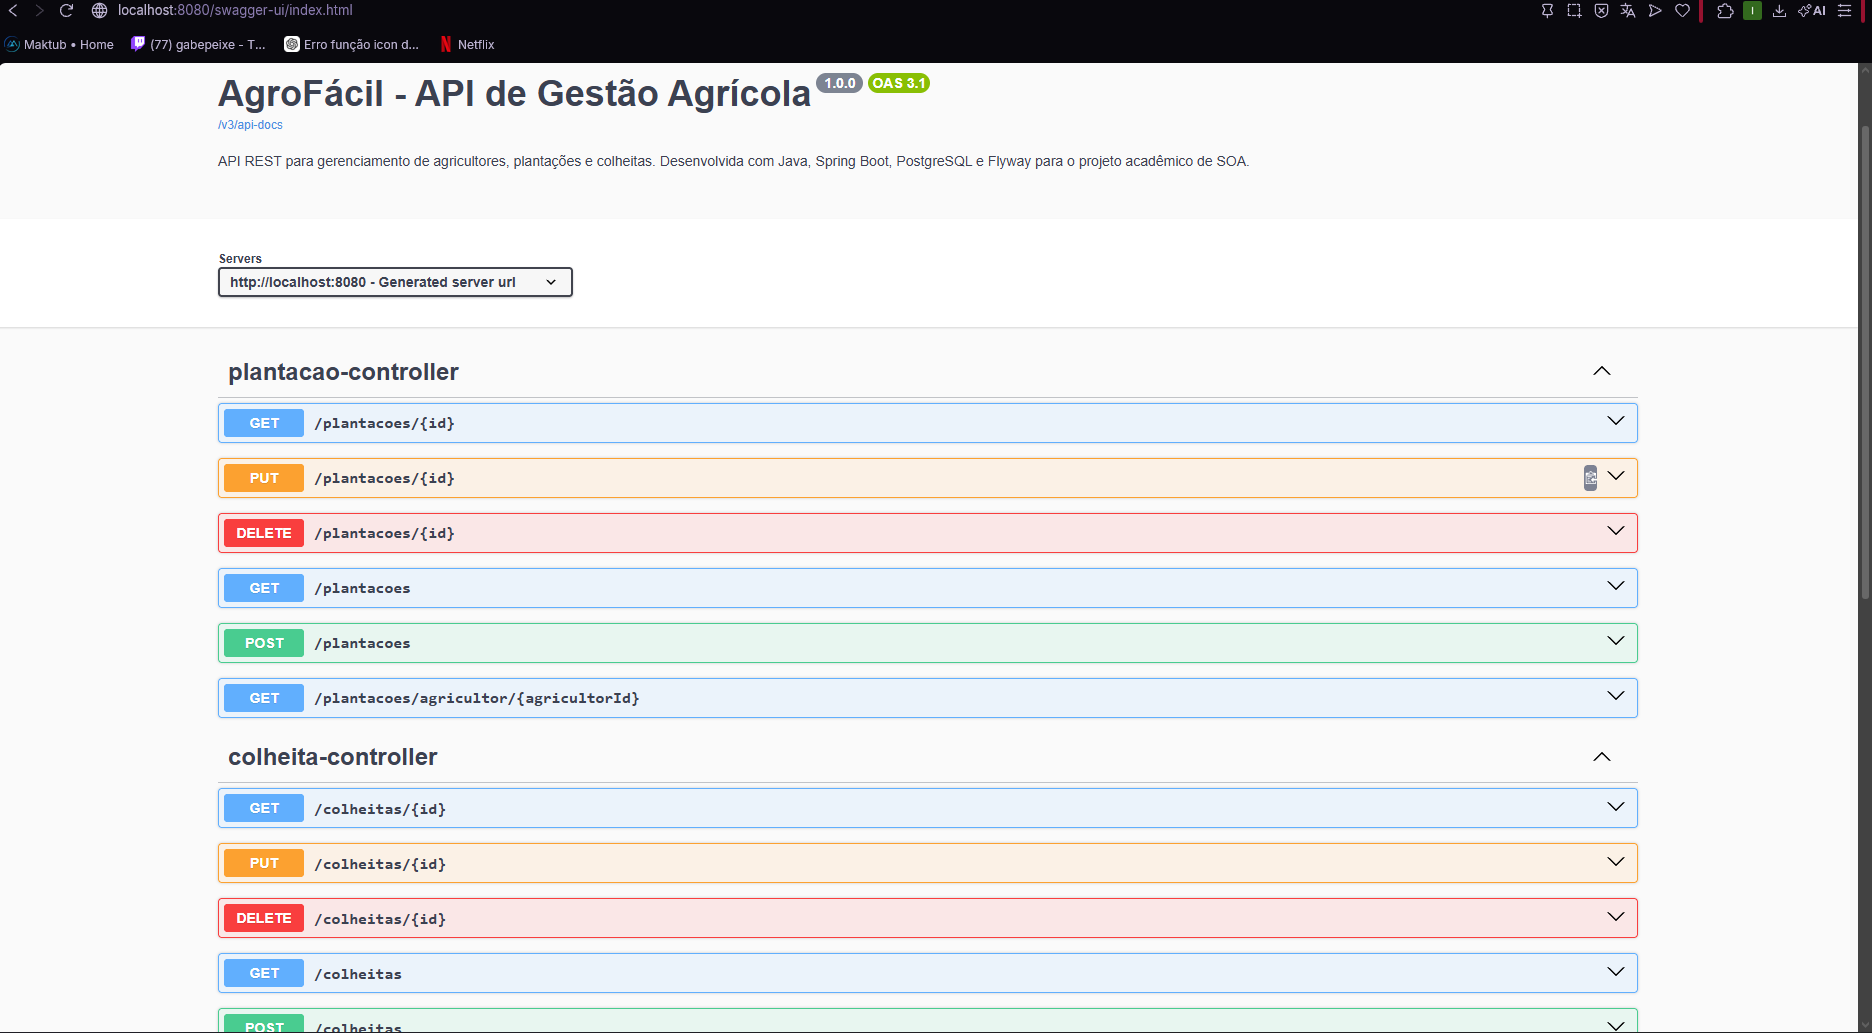 localhost:8080/swagger-ui/index.html
AI
Maktub • Home
(77) gabepeixe - T...
Erro função icon d...
Netflix
AgroFácil - API de Gestão Agrícola 1.0.0 OAS 3.1
/v3/api-docs
API REST para gerenciamento de agricultores, plantações e colheitas. Desenvolvida com Java, Spring Boot, PostgreSQL e Flyway para o projeto acadêmico de SOA.
Servers
http://localhost:8080 - Generated server url
plantacao-controller
GET /plantacoes/{id}
PUT /plantacoes/{id}
DELETE /plantacoes/{id}
GET /plantacoes
POST /plantacoes
GET /plantacoes/agricultor/{agricultorId}
colheita-controller
GET /colheitas/{id}
PUT /colheitas/{id}
DELETE /colheitas/{id}
GET /colheitas
POST /colheitas